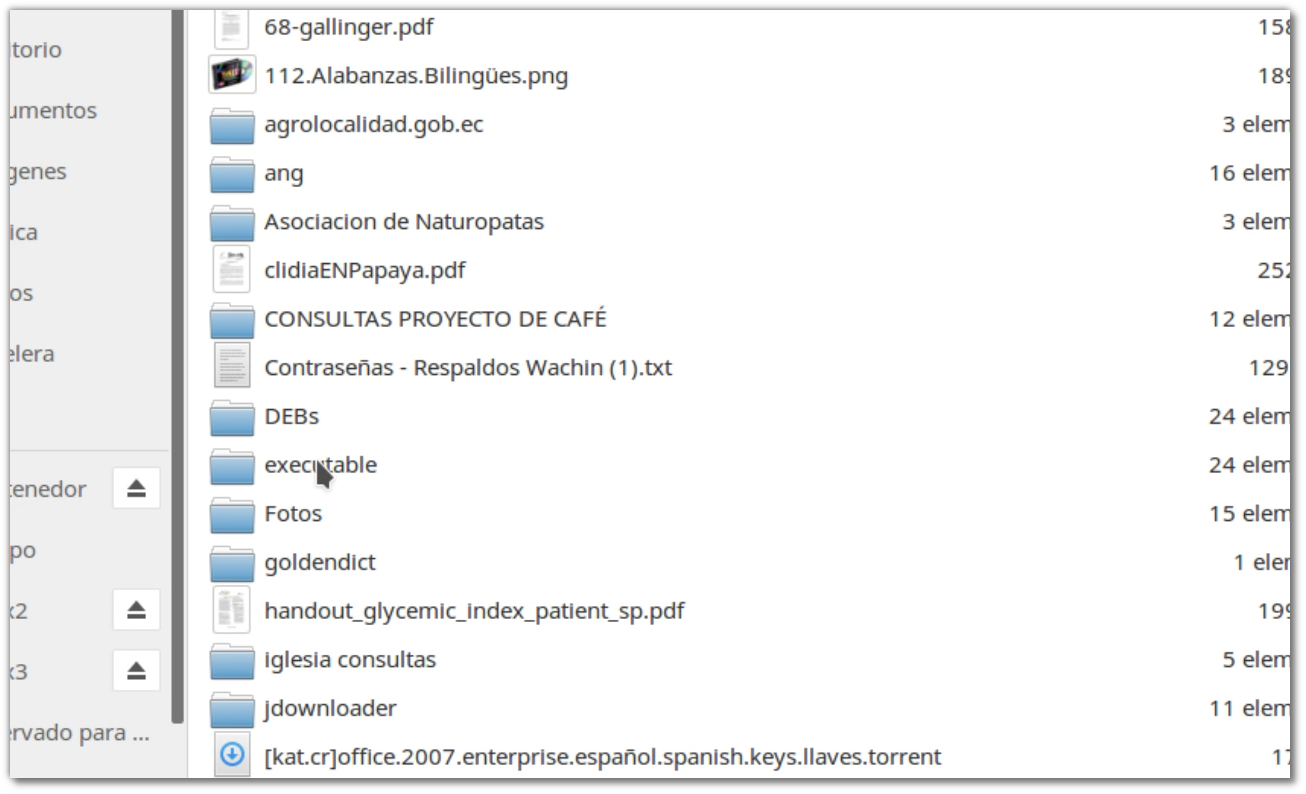 68-gallinger.pdf 158
torio
112.Alabanzas.Bilingües.png 189
umentos
agrolocalidad.gob.ec 3 elem
genes
ang 16 elem
Asociacion de Naturopatas 3 elem
ica
clidiaENPapaya.pdf 252
os
CONSULTAS PROYECTO DE CAFÉ 12 elem
elera
Contraseñas - Respaldos Wachin (1).txt 129
DEBs 24 elem
executable 24 elem
tenedor
Fotos 15 elem
po
goldendict 1 elem
x2
handout_glycemic_index_patient_sp.pdf 199
iglesia consultas 5 elem
x3
jdownloader 11 elem
ervado para ...
[kat.cr]office.2007.enterprise.español.spanish.keys.llaves.torrent 17